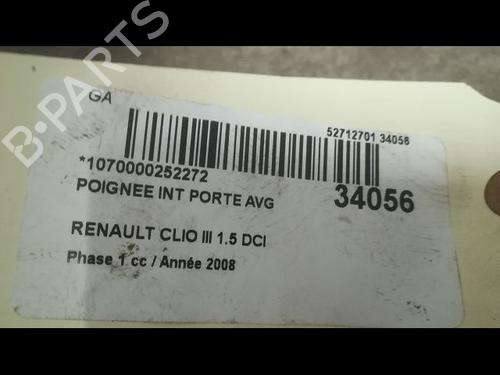 B-PARTS
GA
52712701 34056
*1070000252272
POIGNEE INT PORTE AVG
34056
RENAULT CLIO III 1.5 DCI
Phase 1 cc / Année 2008